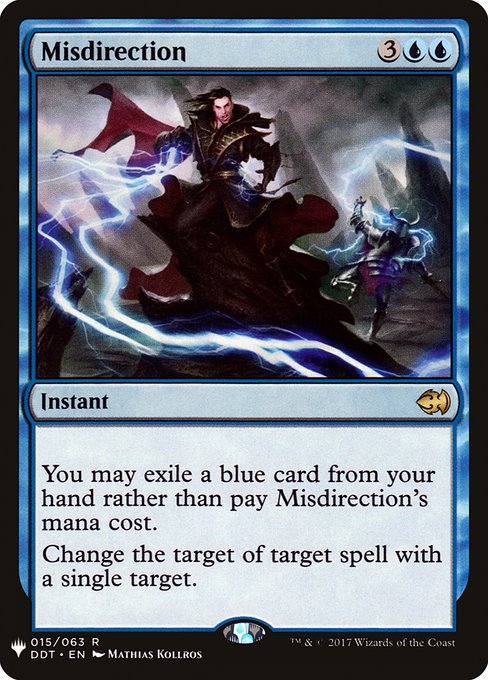 Misdirection 3
Instant
You may exile a blue card from your
hand rather than pay Misdirection's
mana cost.
Change the target of target spell with
a single target.
015/063 R
DDT • EN Mathias Kollros
™ & © 2017 Wizards of the Coast